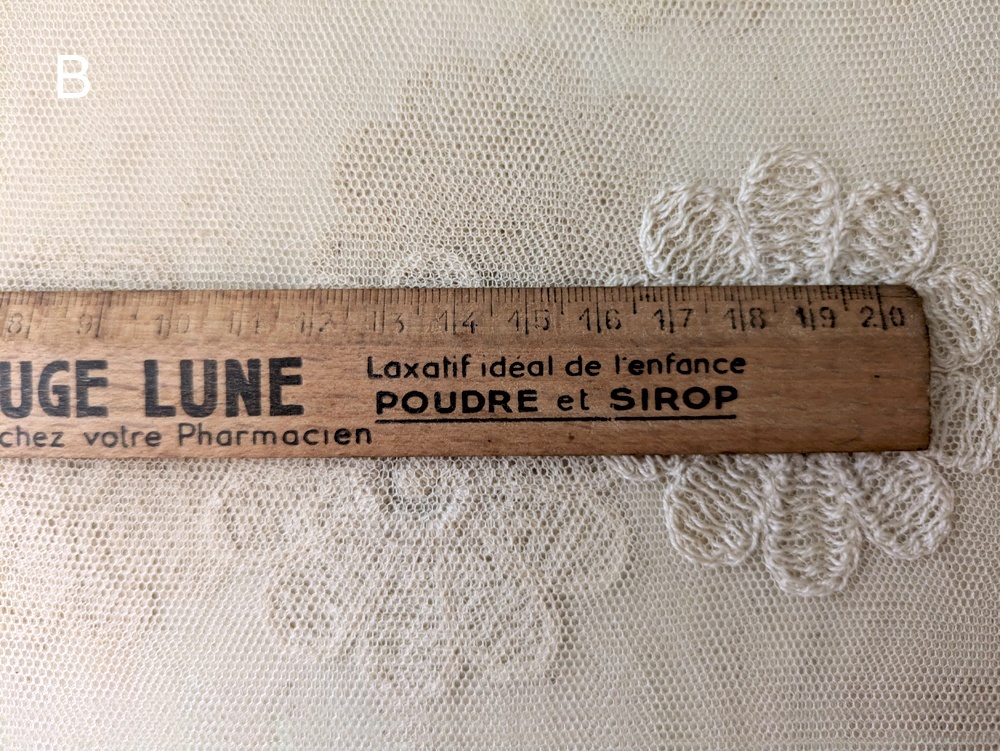 B
8 9 10 11 12 13 14 15 16 17 18 19 20
UGE LUNE
chez votre Pharmacien
Laxatif idéal de l'enfance
POUDRE et SIROP